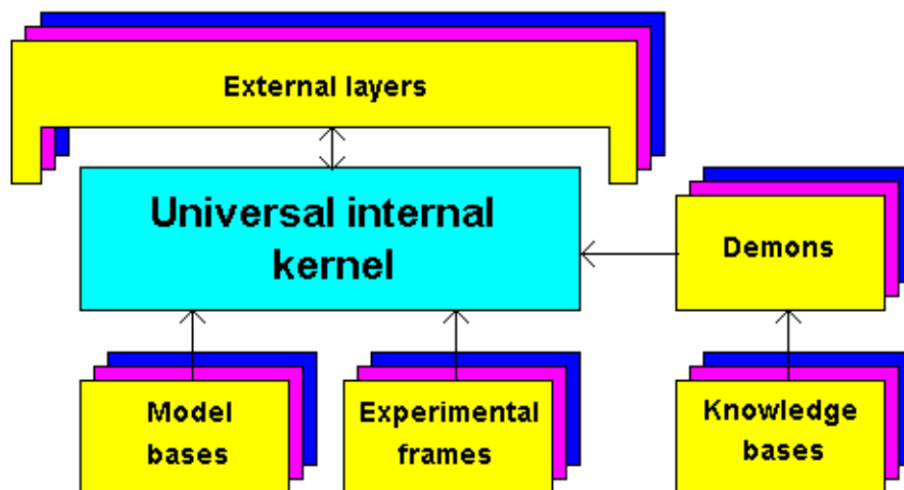 External layers
Universal internal
kernel
Demons
Model
bases
Experimental
frames
Knowledge
bases